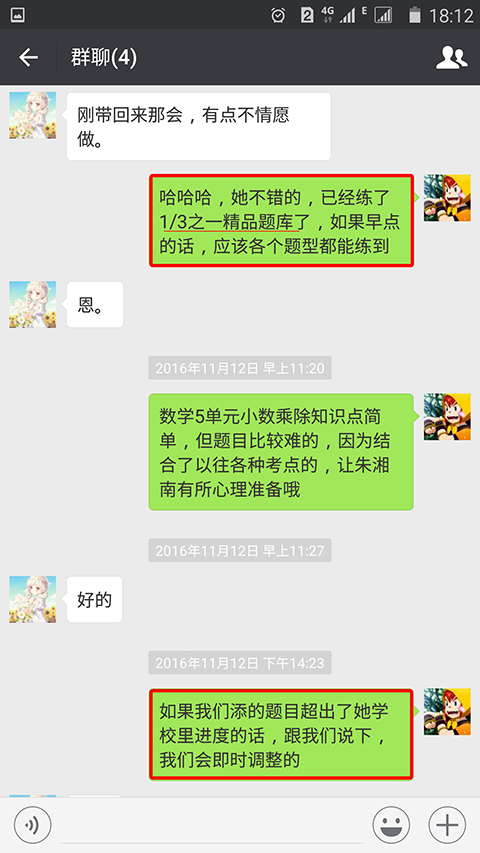 2 4G E 18:12
群聊(4)
刚带回来那会，有点不情愿
做。
哈哈哈，她不错的，已经练了
1/3之一精品题库了，如果早点
的话，应该各个题型都能练到
恩。
2016年11月12日 早上11:20
数学5单元小数乘除知识点简
单，但题目比较难的，因为结
合了以往各种考点的，让朱湘
南有所心理准备哦
2016年11月12日 早上11:27
好的
2016年11月12日 下午14:23
如果我们添的题目超出了她学
校里进度的话，跟我们说下，
我们会即时调整的